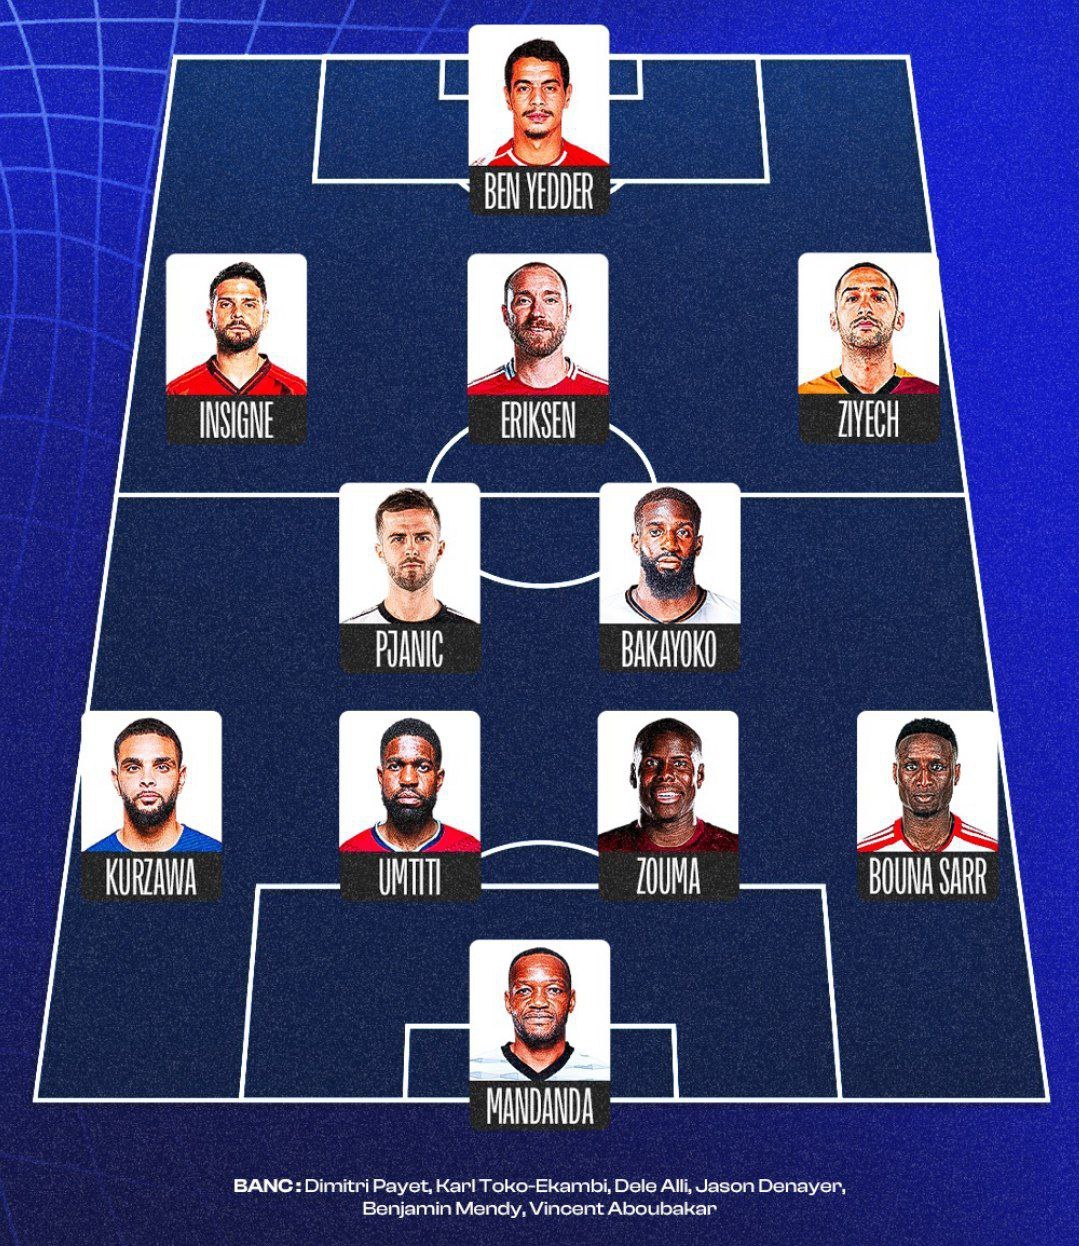 BEN YEDDER
INSIGNE
ERIKSEN
ZIYECH
PJANIC
BAKAYOKO
KURZAWA
UMTITI
ZOUMA
BOUNA SARR
MANDANDA
BANC : Dimitri Payet, Karl Toko-Ekambi, Dele Alli, Jason Denayer,
Benjamin Mendy, Vincent Aboubakar